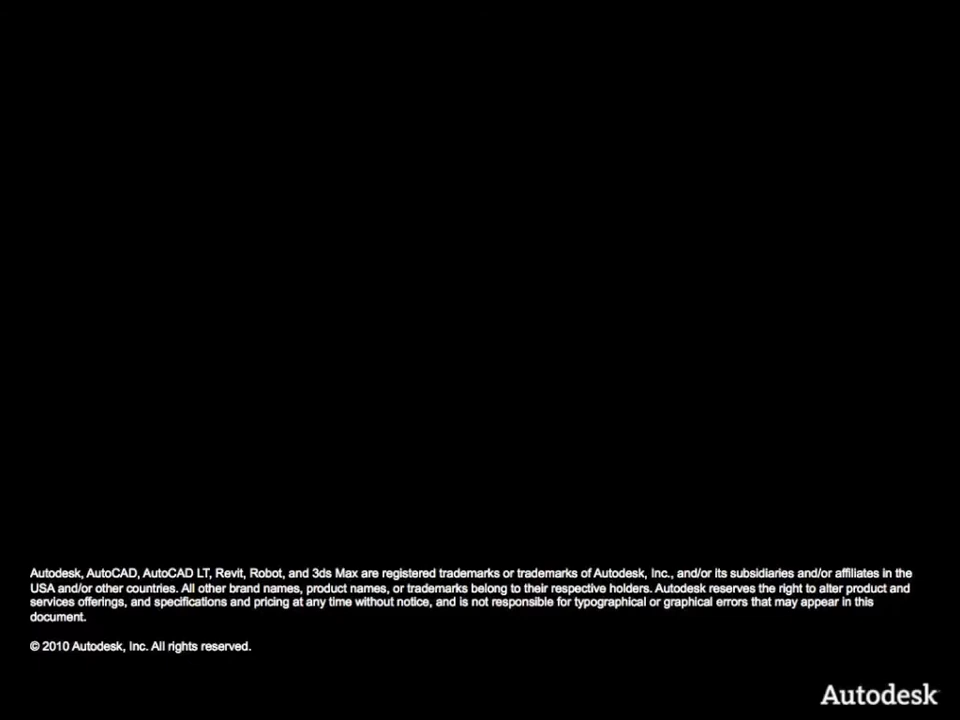 Autodesk, AutoCAD, AutoCAD LT, Revit, Robot, and 3ds Max are registered trademarks or trademarks of Autodesk, Inc., and/or its subsidiaries and/or affiliates in the
USA and/or other countries. All other brand names, product names, or trademarks belong to their respective holders. Autodesk reserves the right to alter product and
services offerings, and specifications and pricing at any time without notice, and is not responsible for typographical or graphical errors that may appear in this
document.
© 2010 Autodesk, Inc. All rights reserved.
Autodesk